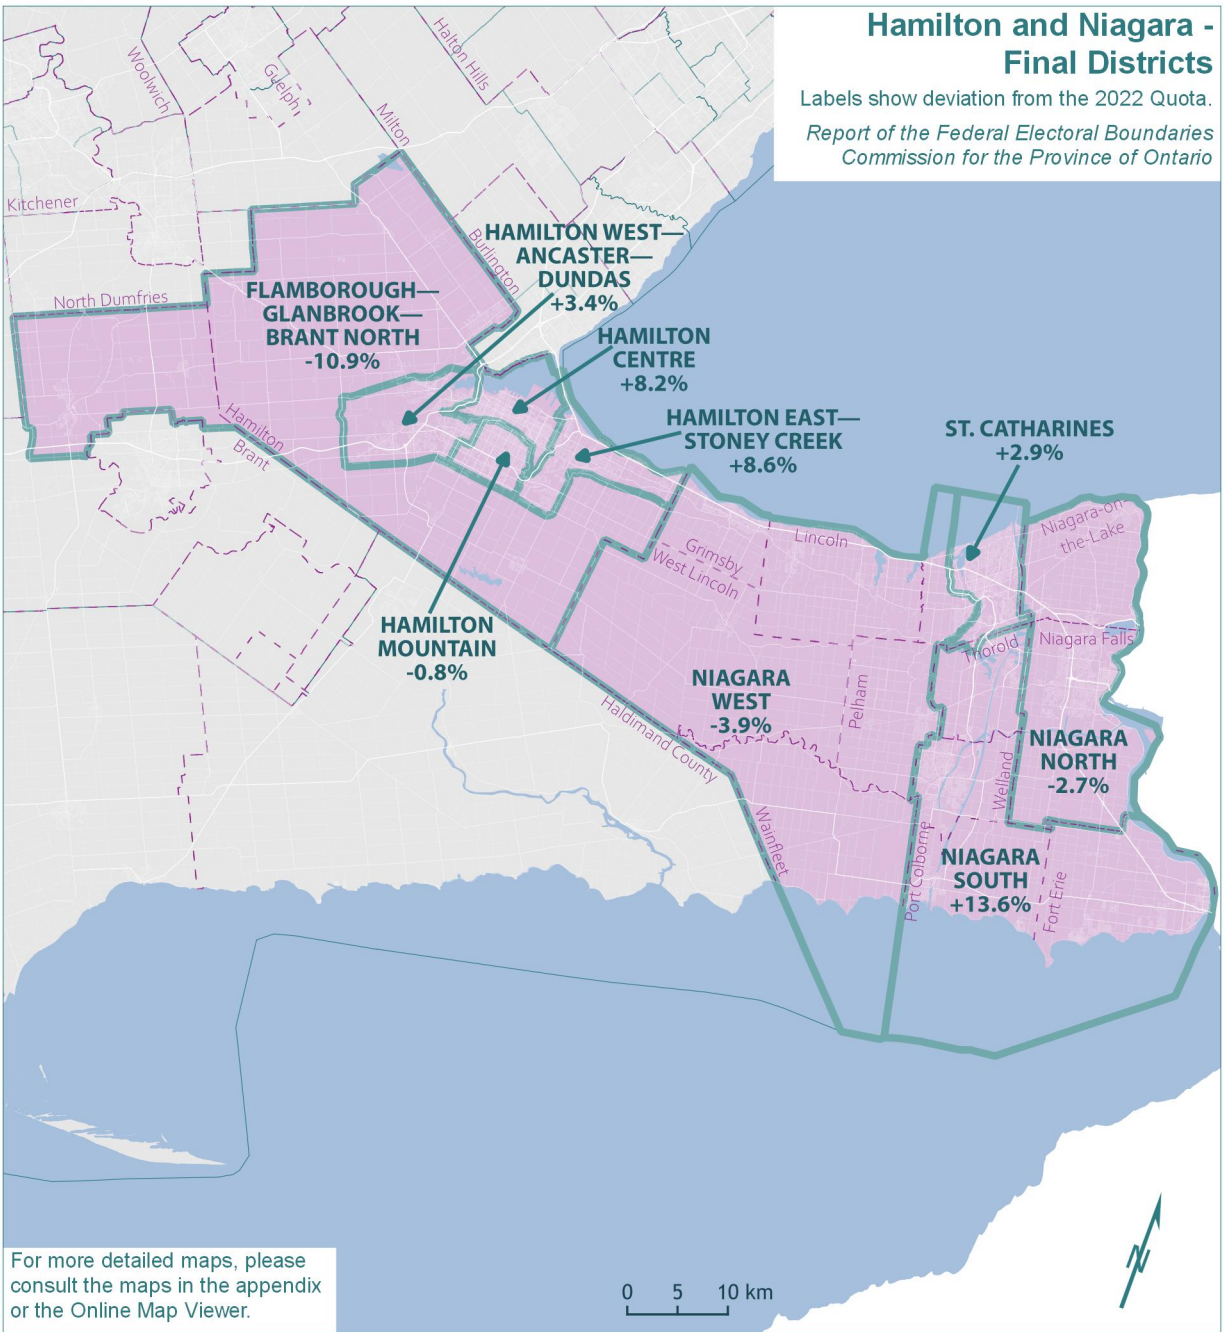 Hamilton and Niagara -
Final Districts
Labels show deviation from the 2022 Quota.
Report of the Federal Electoral Boundaries
Commission for the Province of Ontario
Woolwich
Guelph
Halton Hills
Milton
Kitchener
Burlington
North Dumfries
HAMILTON WEST—
ANCASTER—
DUNDAS
+3.4%
FLAMBOROUGH—
GLANBROOK—
BRANT NORTH
-10.9%
HAMILTON
CENTRE
+8.2%
HAMILTON EAST—
STONEY CREEK
+8.6%
ST. CATHARINES
+2.9%
Hamilton
Brant
Niagara-on-
the-Lake
Lincoln
Grimsby
West Lincoln
HAMILTON
MOUNTAIN
-0.8%
Thorold
Niagara Falls
NIAGARA
WEST
-3.9%
Pelham
Haldimand County
NIAGARA
NORTH
-2.7%
Welland
Wainfleet
Port Colborne
NIAGARA
SOUTH
+13.6%
Fort Erie
For more detailed maps, please
consult the maps in the appendix
or the Online Map Viewer.
0 5 10 km
N